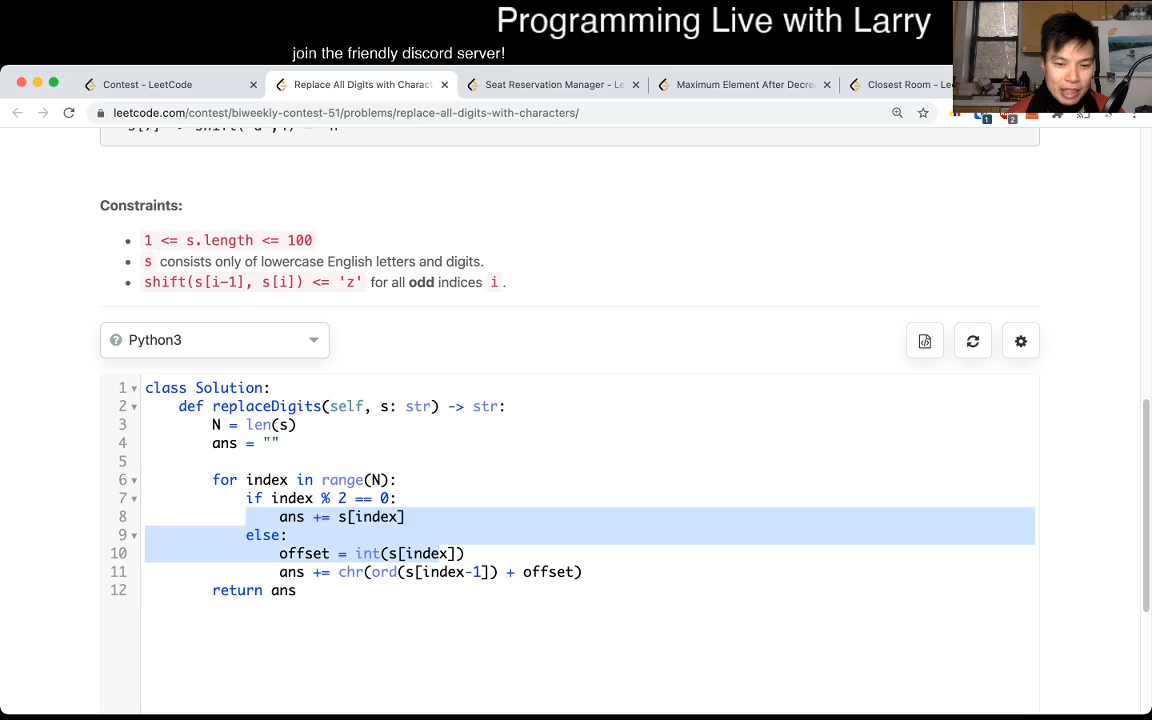 Programming Live with Larry
join the friendly discord server!
Contest - LeetCode
Replace All Digits with Charact
Seat Reservation Manager - Le
Maximum Element After Decre
Closest Room - Le
leetcode.com/contest/biweekly-contest-51/problems/replace-all-digits-with-characters/
1
2
Constraints:
1 <= s.length <= 100
s consists only of lowercase English letters and digits.
shift(s[i-1], s[i]) <= 'z' for all odd indices i.
Python3
1 class Solution:
2 def replaceDigits(self, s: str) -> str:
3 N = len(s)
4 ans = ""
5
6 for index in range(N):
7 if index % 2 == 0:
8 ans += s[index]
9 else:
10 offset = int(s[index])
11 ans += chr(ord(s[index-1]) + offset)
12 return ans